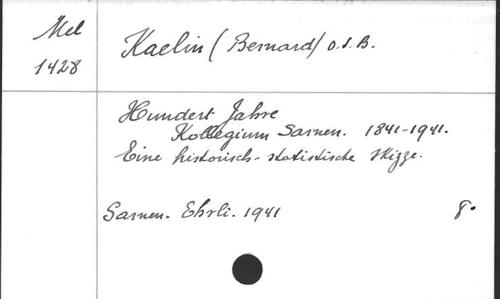 Mel
1428
Kaelin (Bernard) O.S.B.
Hundert Jahre
Kollegium Sarnen. 1841-1941.
Eine historisch-statistische Skizze.
Sarnen. Ehrli. 1941
8°